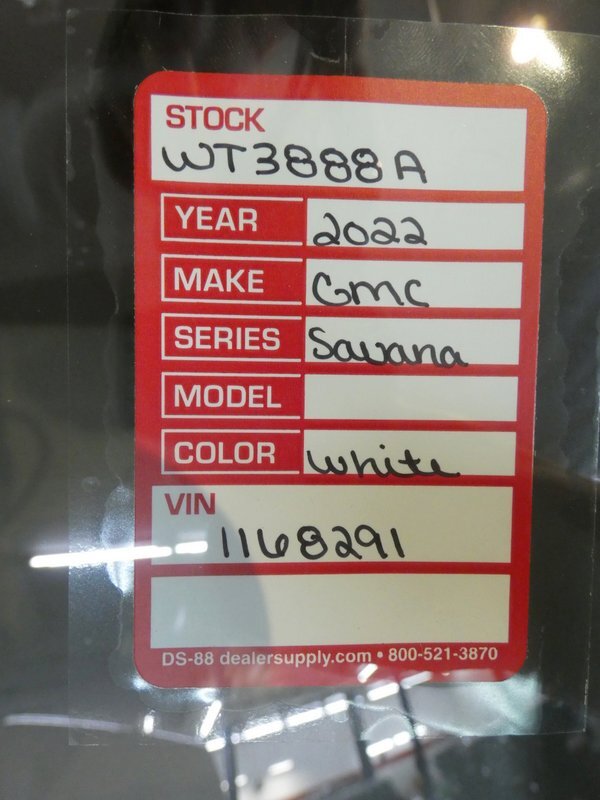 STOCK
WT3888A
YEAR 2022
MAKE GMC
SERIES Savana
MODEL
COLOR White
VIN
1168291
DS-88 dealersupply.com • 800-521-3870